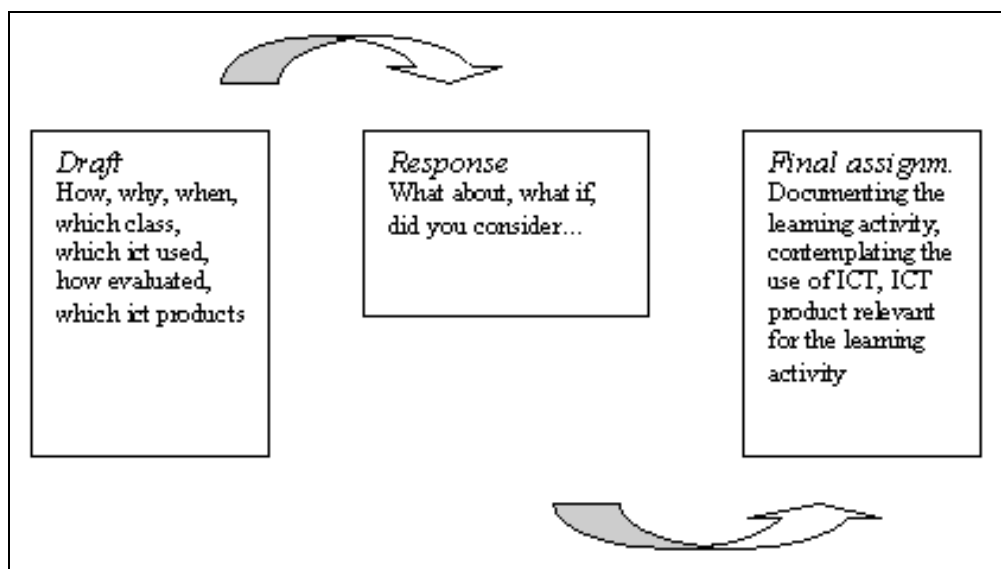 Draft
How, why, when,
which class,
which ict used,
how evaluated,
which ict products
Response
What about, what if,
did you consider...
Final assignm.
Documenting the
learning activity,
contemplating the
use of ICT, ICT
product relevant
for the learning
activity